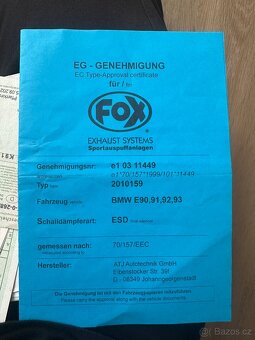 EG - GENEHMIGUNG
EC Type-Approval certificate
für / for
FOX
EXHAUST SYSTEMS
Sportauspuffanlagen
Genehmigungsnr: e1 03 11449
e1*70/157*1999/101*11449
Typ 2010159
Fahrzeug BMW E90,91,92,93
Schalldämpferart: ESD
gemessen nach: 70/157/EEC
Hersteller: ATJ Autotechnik GmbH
Eibenstocker Str. 39f
D - 08349 Johanngeorgenstadt
Die Genehmigung ist mit den Fahrzeugpapieren mitzuführen.
Please carry the approval along with the vehicle documents.
Sbazar.cz